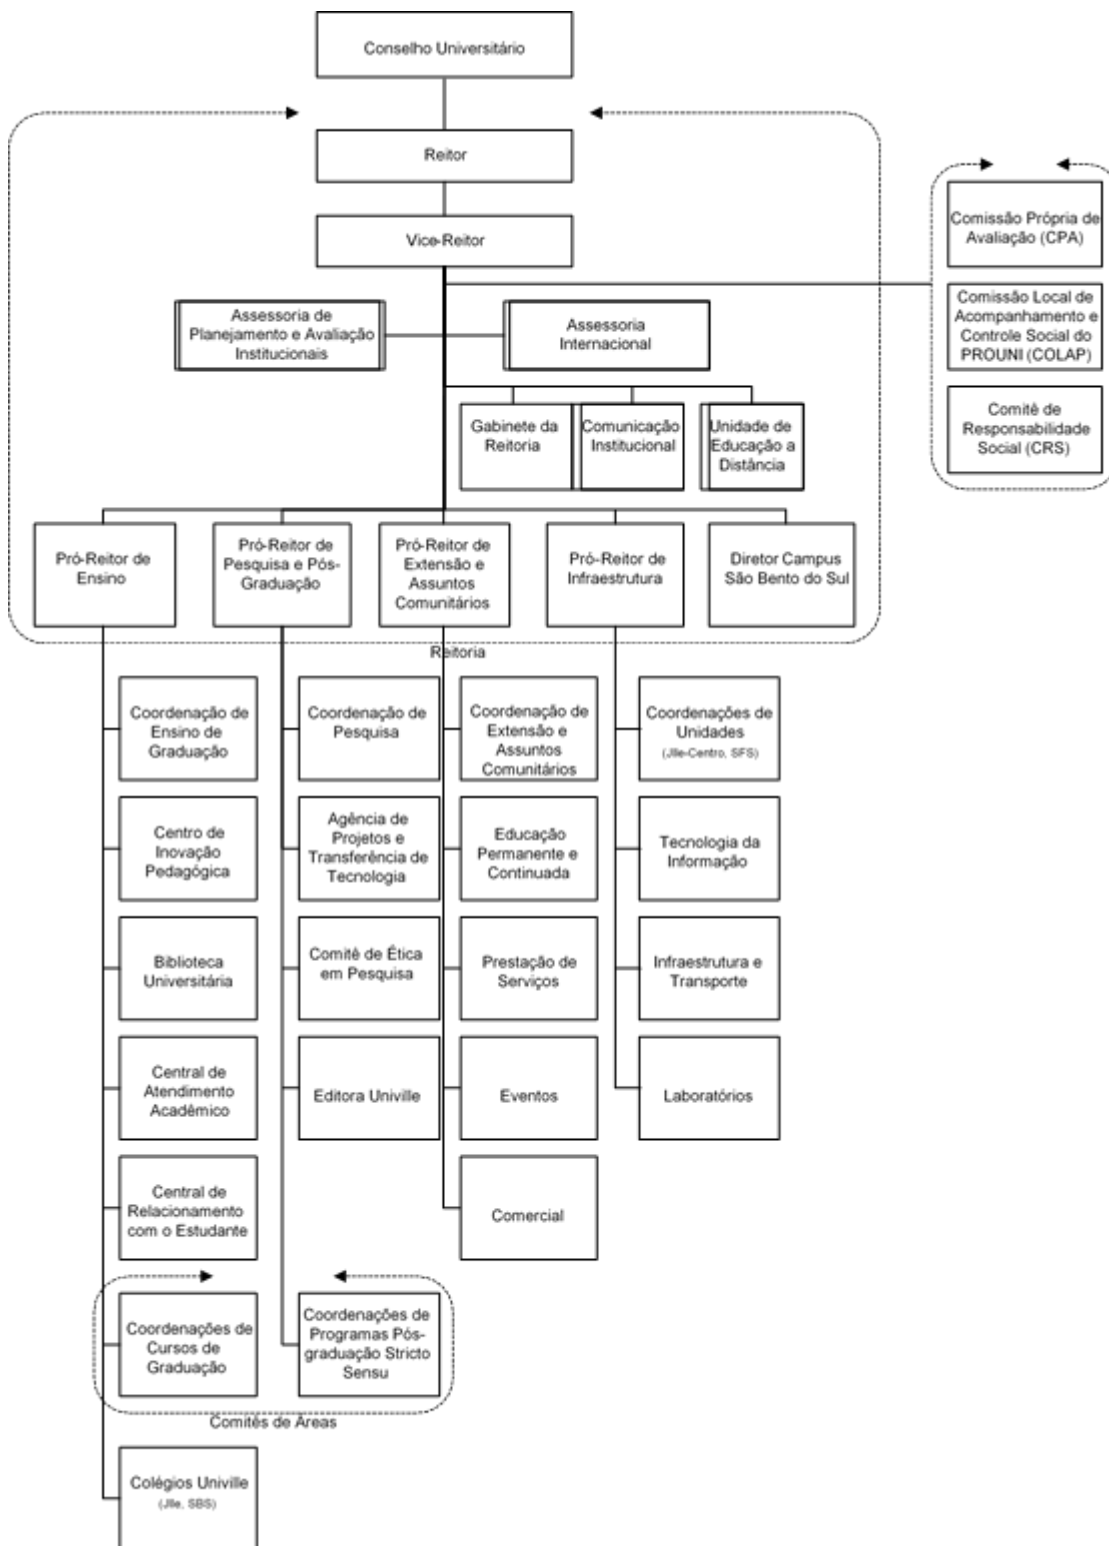 Conselho Universitário
Reitor
Vice-Reitor
Comissão Própria de
Avaliação (CPA)
Comissão Local de
Acompanhamento e
Controle Social do
PROUNI (COLAP)
Comitê de
Responsabilidade
Social (CRS)
Assessoria de
Planejamento e Avaliação
Institucionais
Assessoria
Internacional
Gabinete da
Reitoria
Comunicação
Institucional
Unidade de
Educação a
Distância
Pró-Reitor de
Ensino
Pró-Reitor de
Pesquisa e Pós-
Graduação
Pró-Reitor de
Extensão e
Assuntos
Comunitários
Pró-Reitor de
Infraestrutura
Diretor Campus
São Bento do Sul
Reitoria
Coordenação de
Ensino de
Graduação
Coordenação de
Pesquisa
Coordenação de
Extensão e
Assuntos
Comunitários
Coordenações de
Unidades
(Jlle-Centro, SFS)
Centro de
Inovação
Pedagógica
Agência de
Projetos e
Transferência de
Tecnologia
Educação
Permanente e
Continuada
Tecnologia da
Informação
Biblioteca
Universitária
Comitê de Ética
em Pesquisa
Prestação de
Serviços
Infraestrutura e
Transporte
Central de
Atendimento
Acadêmico
Editora Univille
Eventos
Laboratórios
Central de
Relacionamento
com o Estudante
Comercial
Coordenações de
Cursos de
Graduação
Coordenações de
Programas Pós-
graduação Stricto
Sensu
Comitês de Áreas
Colégios Univille
(Jlle, SBS)